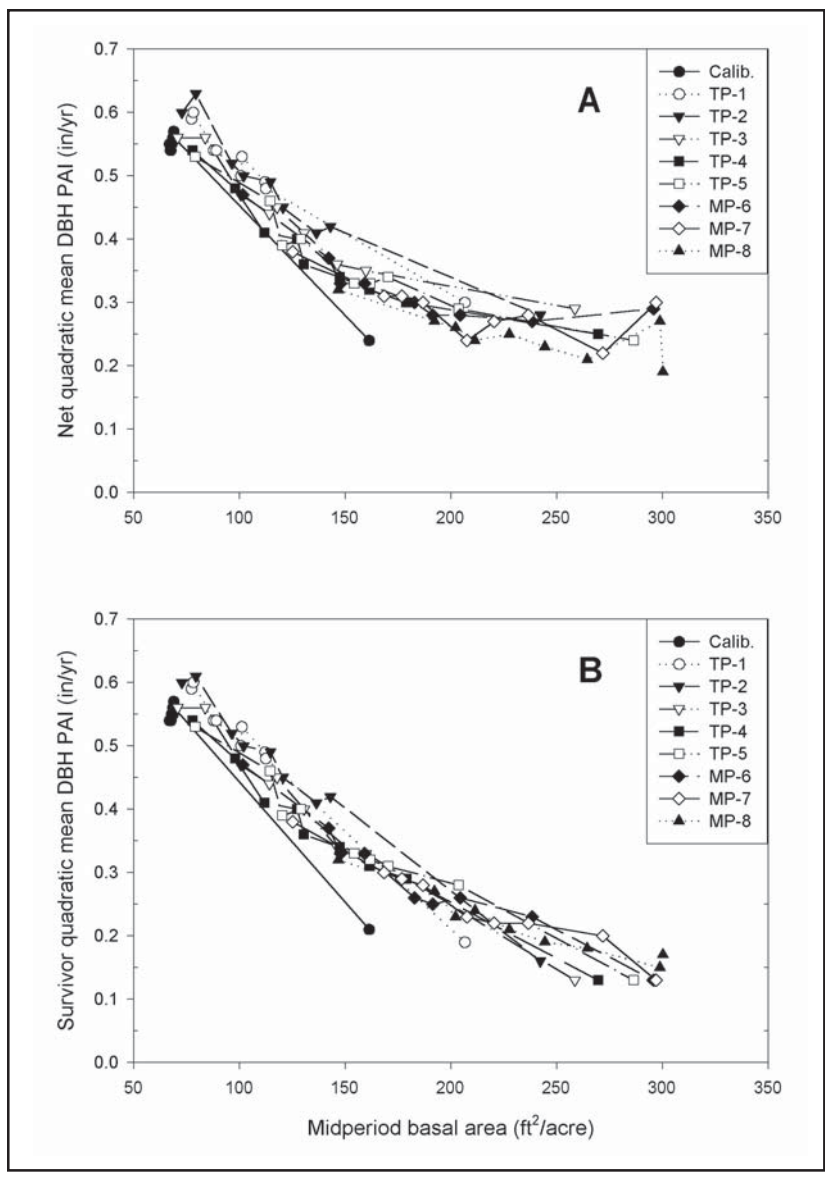 0.7
0.6
0.5
0.4
0.3
0.2
0.1
0.0
Net quadratic mean DBH PAI (in/yr)
A
Calib.
TP-1
TP-2
TP-3
TP-4
TP-5
MP-6
MP-7
MP-8
50 100 150 200 250 300 350
0.7
0.6
0.5
0.4
0.3
0.2
0.1
0.0
Survivor quadratic mean DBH PAI (in/yr)
B
Calib.
TP-1
TP-2
TP-3
TP-4
TP-5
MP-6
MP-7
MP-8
50 100 150 200 250 300 350
Midperiod basal area (ft²/acre)